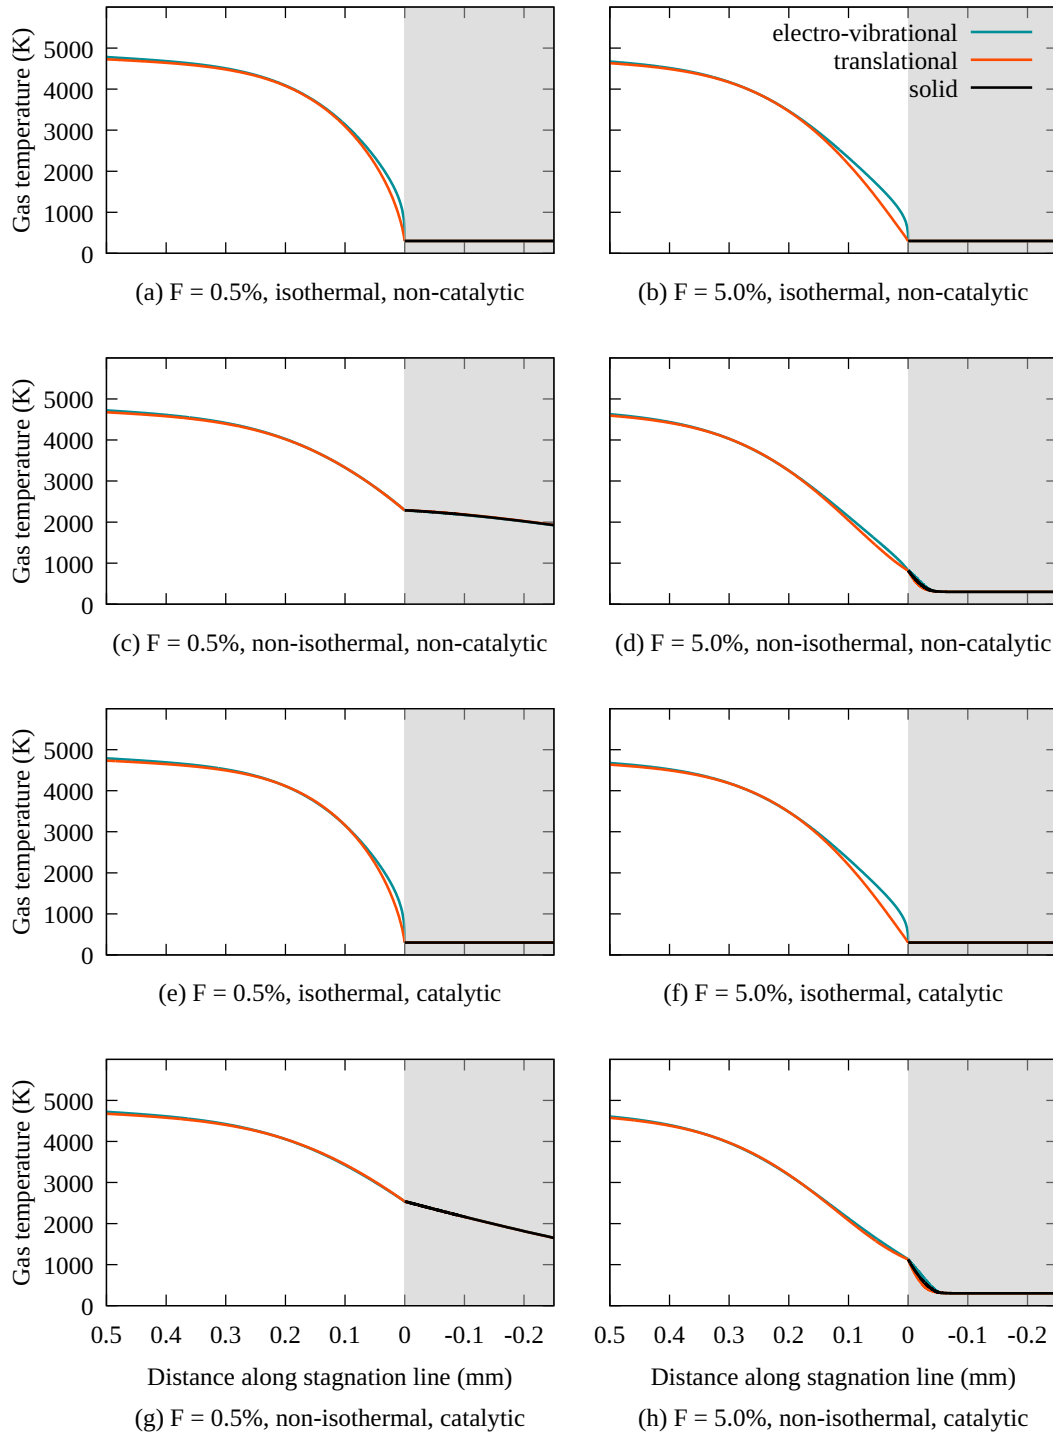 5000
4000
3000
2000
1000
0
Gas temperature (K)
electro-vibrational
translational
solid
(a) F = 0.5%, isothermal, non-catalytic
(b) F = 5.0%, isothermal, non-catalytic
5000
4000
3000
2000
1000
0
Gas temperature (K)
(c) F = 0.5%, non-isothermal, non-catalytic
(d) F = 5.0%, non-isothermal, non-catalytic
5000
4000
3000
2000
1000
0
Gas temperature (K)
(e) F = 0.5%, isothermal, catalytic
(f) F = 5.0%, isothermal, catalytic
5000
4000
3000
2000
1000
0
Gas temperature (K)
0.5 0.4 0.3 0.2 0.1 0 -0.1 -0.2
0.5 0.4 0.3 0.2 0.1 0 -0.1 -0.2
Distance along stagnation line (mm)
Distance along stagnation line (mm)
(g) F = 0.5%, non-isothermal, catalytic
(h) F = 5.0%, non-isothermal, catalytic